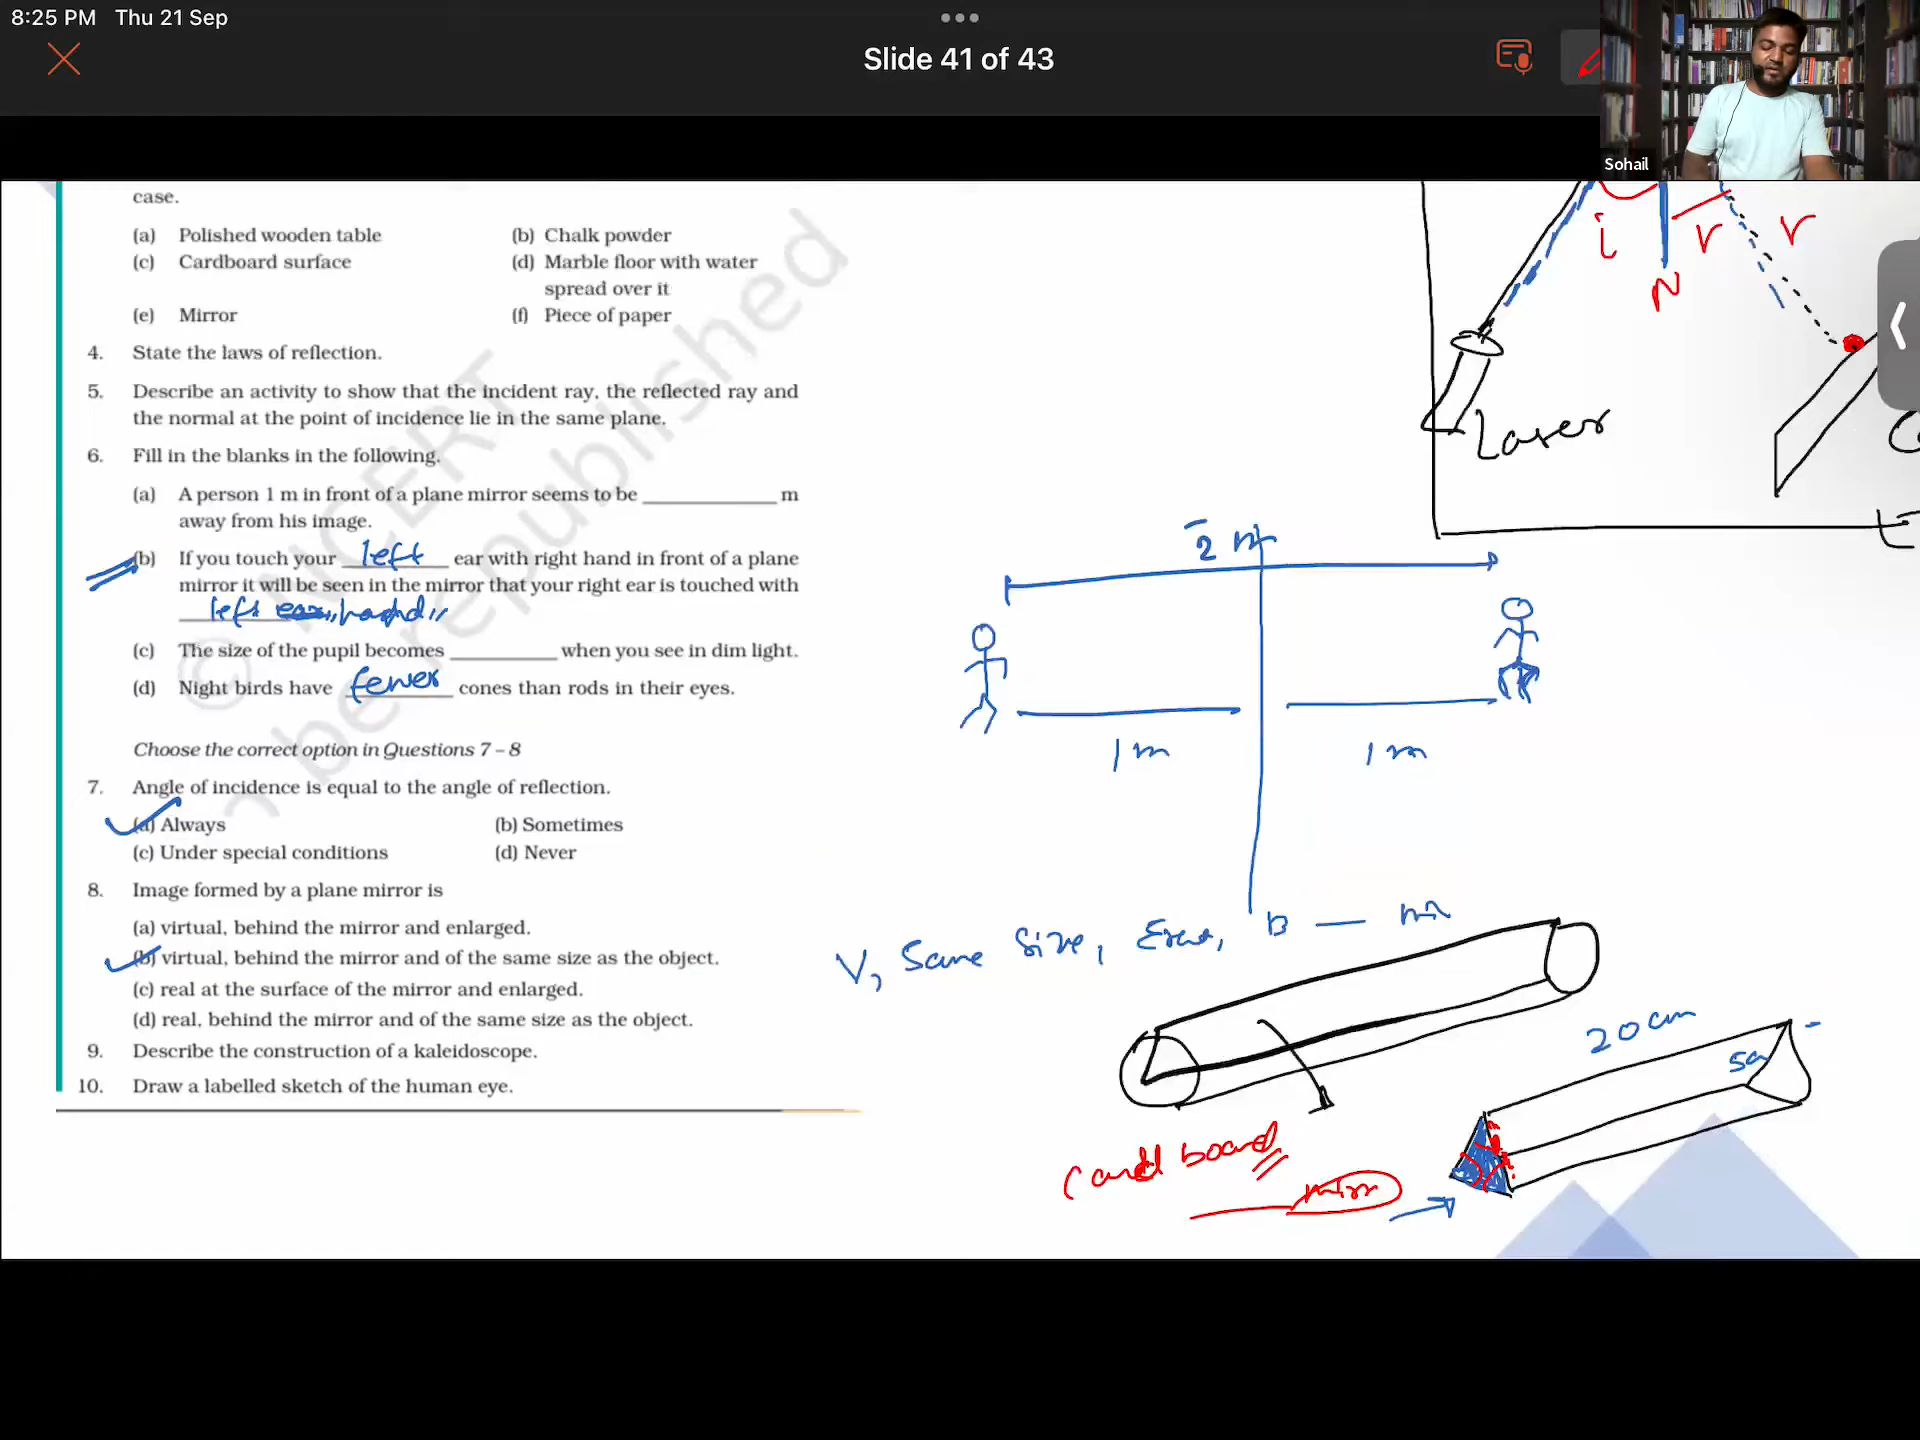 8:25 PM Thu 21 Sep
Slide 41 of 43
Sohail
case.
(a) Polished wooden table (b) Chalk powder
(c) Cardboard surface (d) Marble floor with water
spread over it
(e) Mirror (f) Piece of paper
4. State the laws of reflection.
5. Describe an activity to show that the incident ray, the reflected ray and
the normal at the point of incidence lie in the same plane.
6. Fill in the blanks in the following.
(a) A person 1 m in front of a plane mirror seems to be ____________ m
away from his image.
(b) If you touch your left ear with right hand in front of a plane
mirror it will be seen in the mirror that your right ear is touched with
left hand
(c) The size of the pupil becomes __________ when you see in dim light.
(d) Night birds have fewer cones than rods in their eyes.
Choose the correct option in Questions 7 – 8
7. Angle of incidence is equal to the angle of reflection.
(a) Always (b) Sometimes
(c) Under special conditions (d) Never
8. Image formed by a plane mirror is
(a) virtual, behind the mirror and enlarged.
(b) virtual, behind the mirror and of the same size as the object.
(c) real at the surface of the mirror and enlarged.
(d) real, behind the mirror and of the same size as the object.
9. Describe the construction of a kaleidoscope.
10. Draw a labelled sketch of the human eye.
© NCERT
be republished
i r r
N
Laser
2 m
1 m 1 m
V, Same Size, B —
20 cm
Card board
mirr